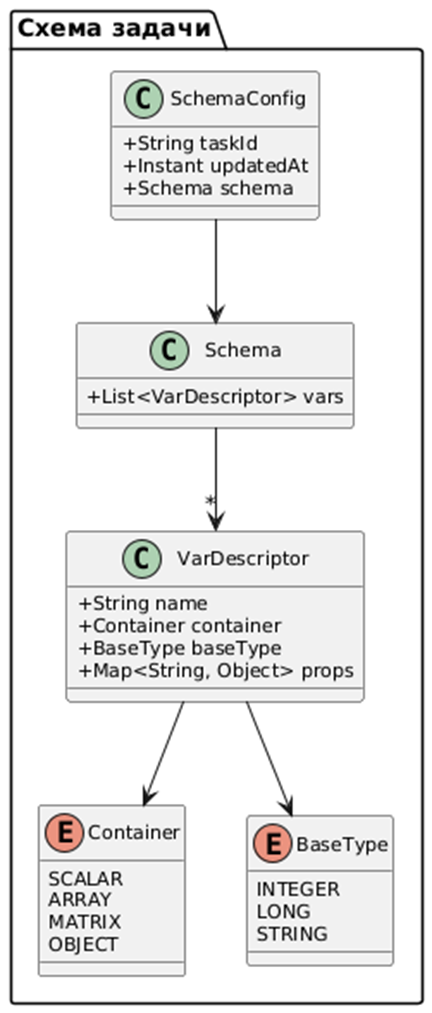 Схема задачи
C SchemaConfig
+String taskId
+Instant updatedAt
+Schema schema
C Schema
+List<VarDescriptor> vars
*
C VarDescriptor
+String name
+Container container
+BaseType baseType
+Map<String, Object> props
E Container
SCALAR
ARRAY
MATRIX
OBJECT
E BaseType
INTEGER
LONG
STRING